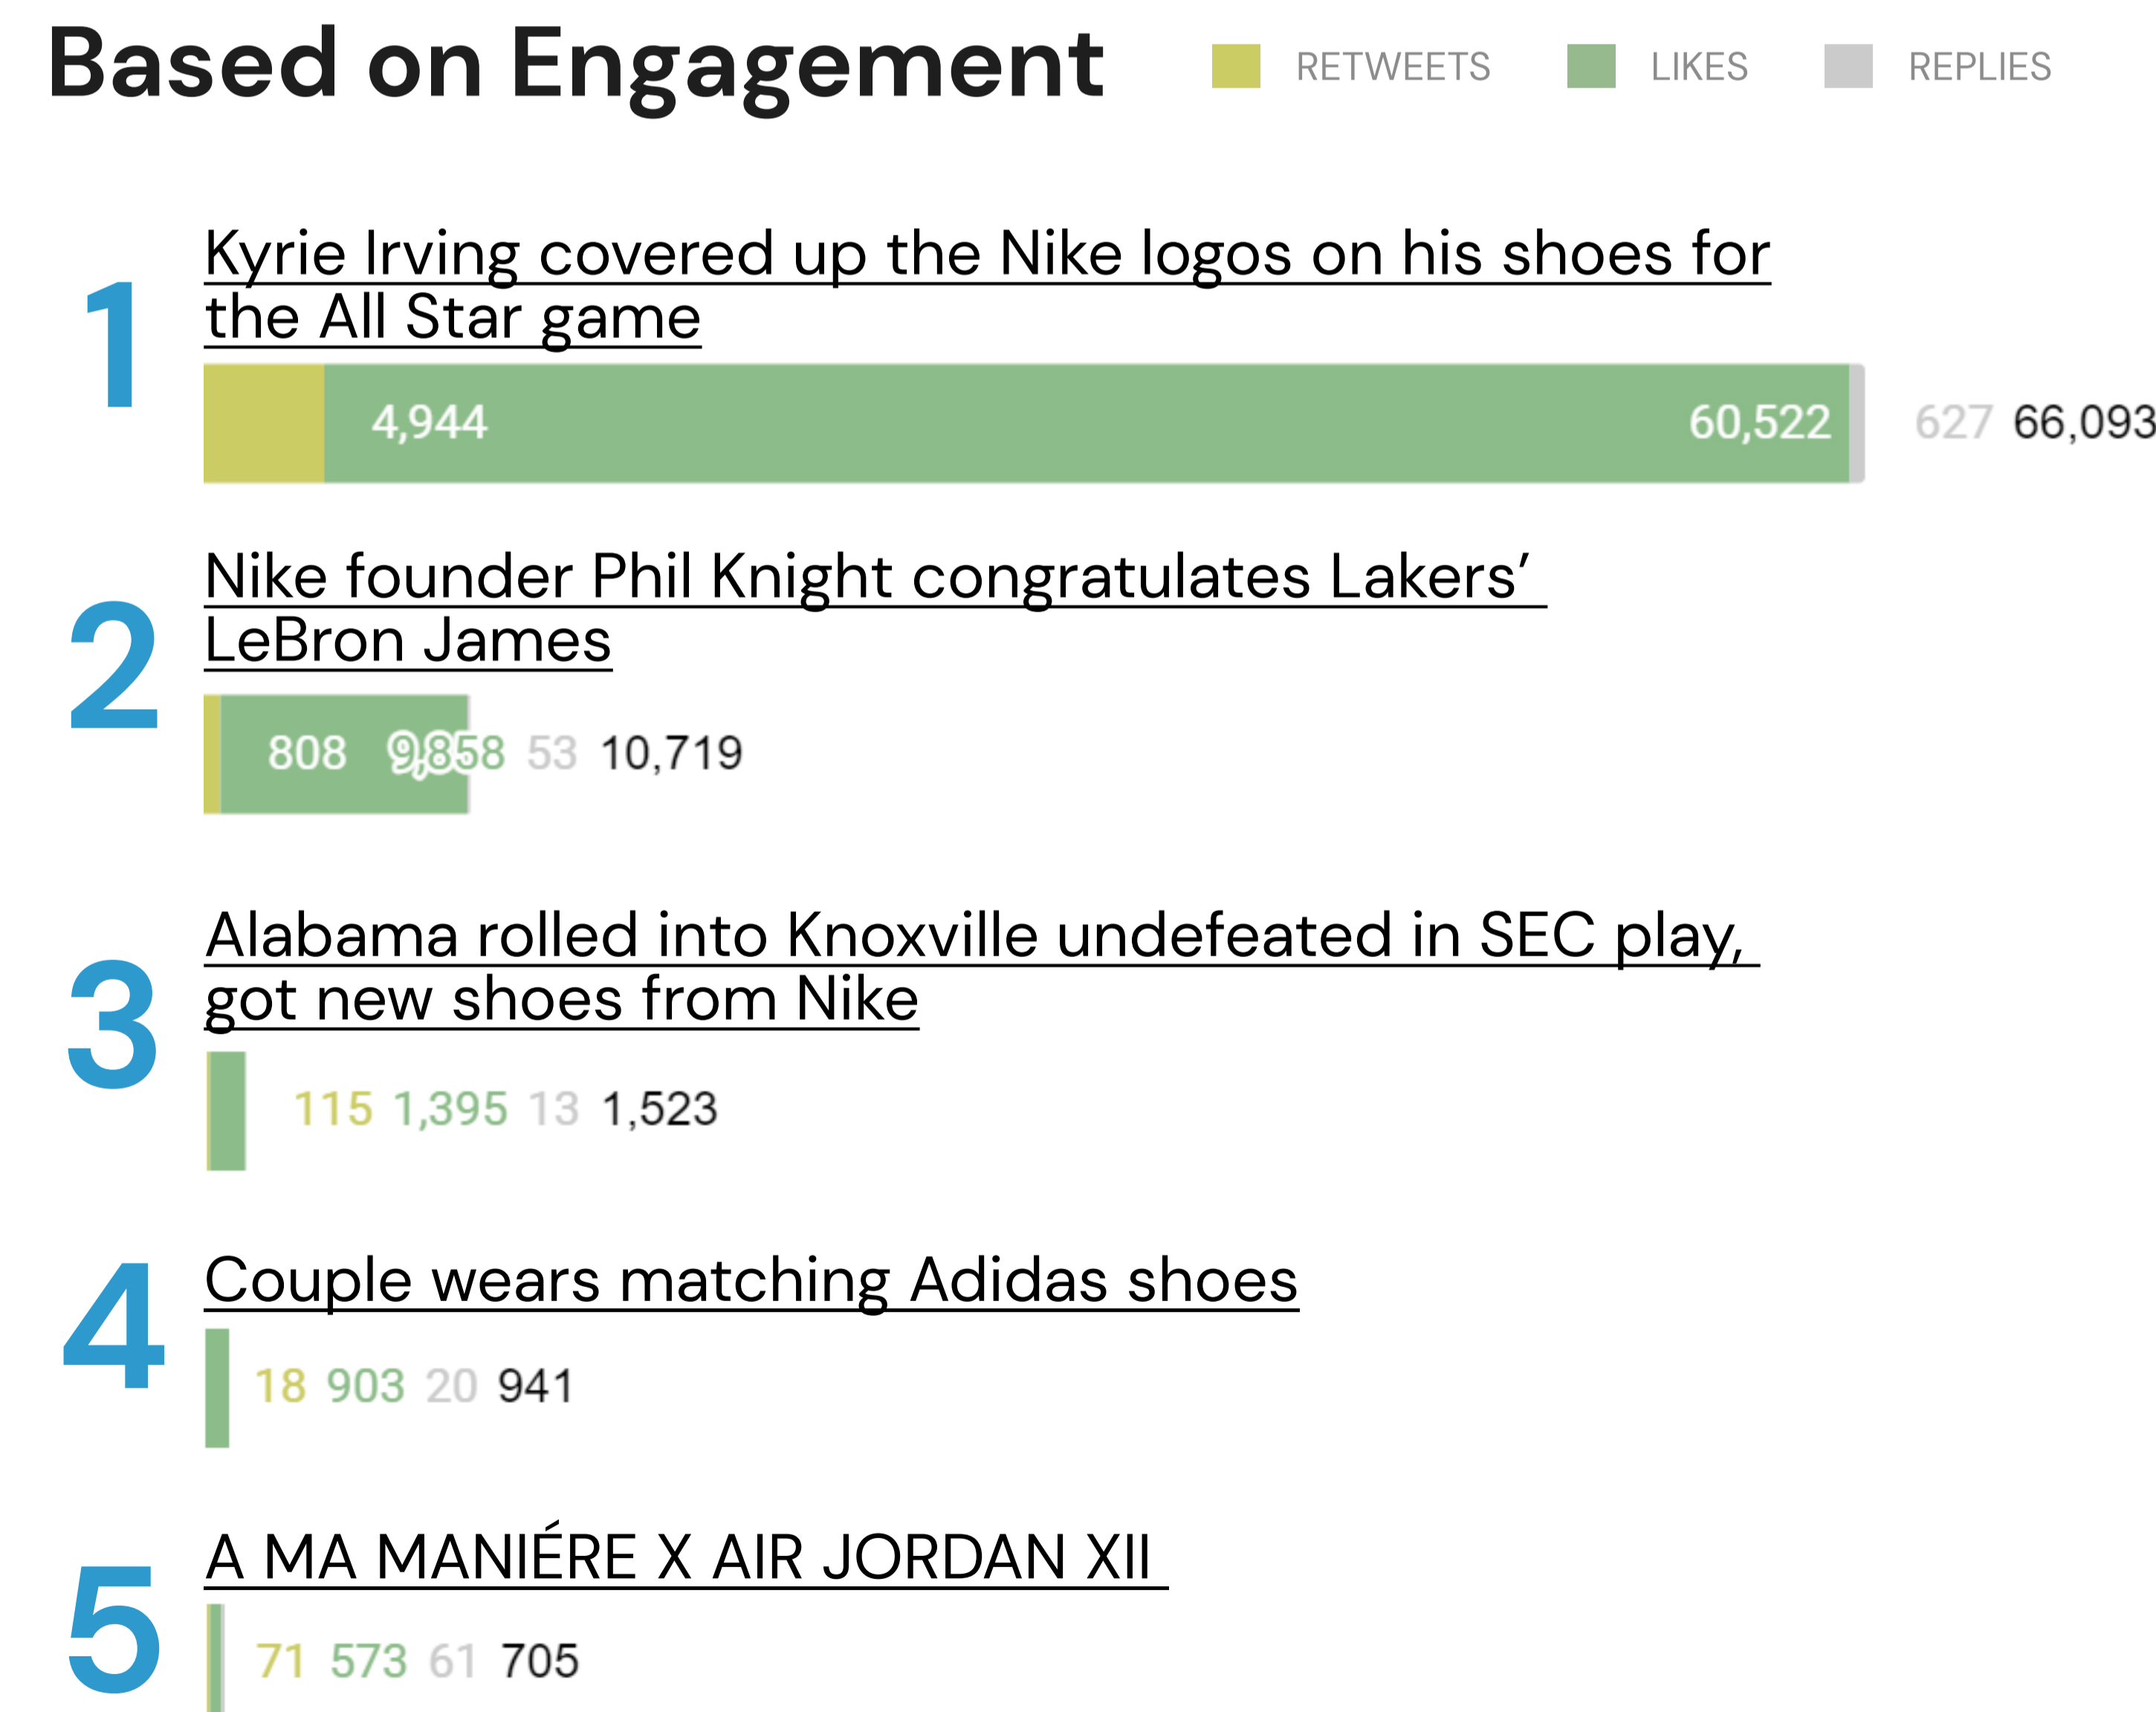 Based on Engagement
RETWEETS LIKES REPLIES
1
Kyrie Irving covered up the Nike logos on his shoes for
the All Star game
4,944 60,522 627 66,093
2
Nike founder Phil Knight congratulates Lakers’
LeBron James
808 9,858 53 10,719
3
Alabama rolled into Knoxville undefeated in SEC play,
got new shoes from Nike
115 1,395 13 1,523
4
Couple wears matching Adidas shoes
18 903 20 941
5
A MA MANIÉRE X AIR JORDAN XII
71 573 61 705